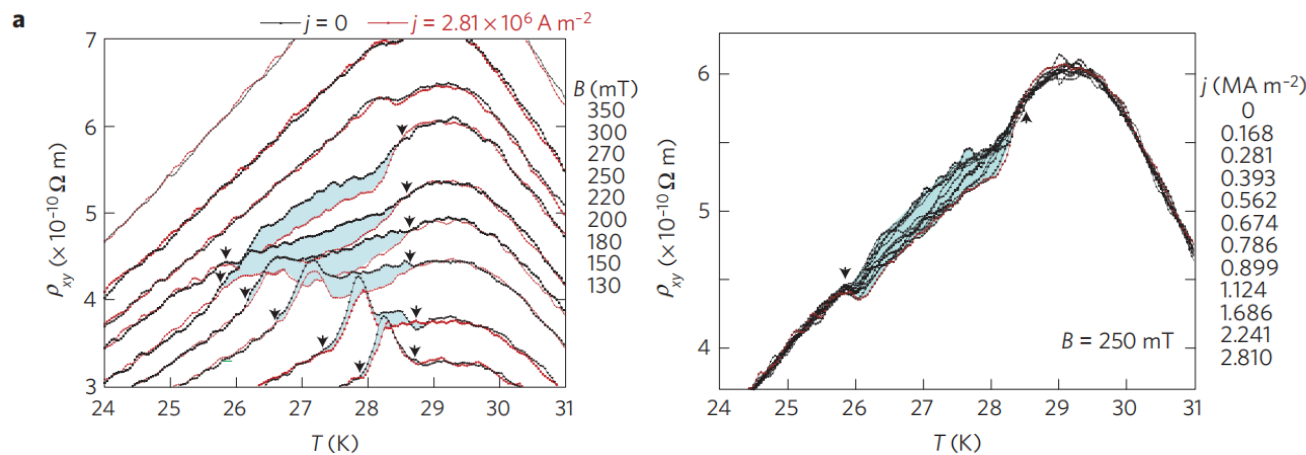 a
j = 0 j = 2.81 × 10⁶ A m⁻²
7
6
5
4
3
ρxy (× 10⁻¹⁰ Ω m)
24 25 26 27 28 29 30 31
T (K)
B (mT)
350
300
270
250
220
200
180
150
130
6
5
4
ρxy (× 10⁻¹⁰ Ω m)
B = 250 mT
24 25 26 27 28 29 30 31
T (K)
j (MA m⁻²)
0
0.168
0.281
0.393
0.562
0.674
0.786
0.899
1.124
1.686
2.241
2.810